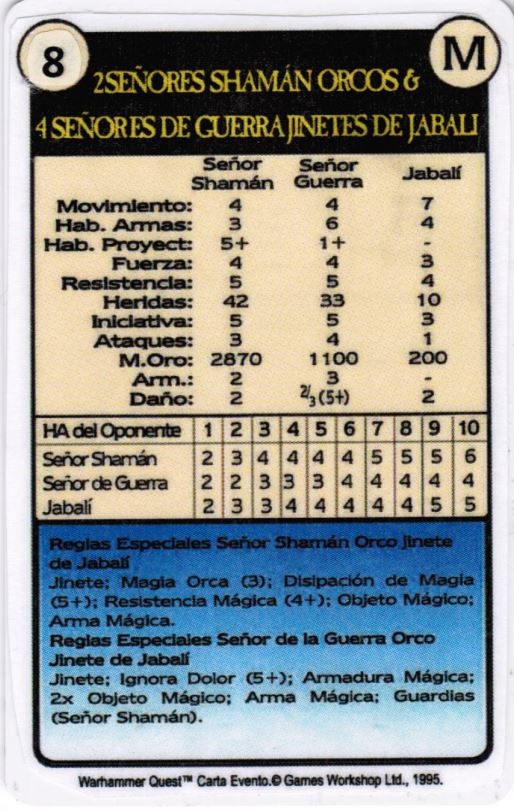 8
M
2SEÑORES SHAMÁN ORCOS &
4 SEÑORES DE GUERRA JINETES DE JABALI
Señor Shamán Señor Guerra Jabalí
Movimiento: 4 4 7
Hab. Armas: 3 6 4
Hab. Proyect: 5+ 1+ -
Fuerza: 4 4 3
Resistencia: 5 5 4
Heridas: 42 33 10
Iniciativa: 5 5 3
Ataques: 3 4 1
M.Oro: 2870 1100 200
Arm.: 2 3 -
Daño: 2 2/3 (5+) 2
HA del Oponente 1 2 3 4 5 6 7 8 9 10
Señor Shamán 2 3 4 4 4 4 5 5 5 6
Señor de Guerra 2 2 3 3 3 4 4 4 4 4
Jabalí 2 3 3 4 4 4 4 4 5 5
Reglas Especiales Señor Shamán Orco Jinete
de Jabalí
Jinete; Magia Orca (3); Disipación de Magia
(5+); Resistencia Mágica (4+); Objeto Mágico;
Arma Mágica.
Reglas Especiales Señor de la Guerra Orco
Jinete de Jabalí
Jinete; Ignora Dolor (5+); Armadura Mágica;
2x Objeto Mágico; Arma Mágica; Guardias
(Señor Shamán).
Warhammer Quest™ Carta Evento.© Games Workshop Ltd., 1995.